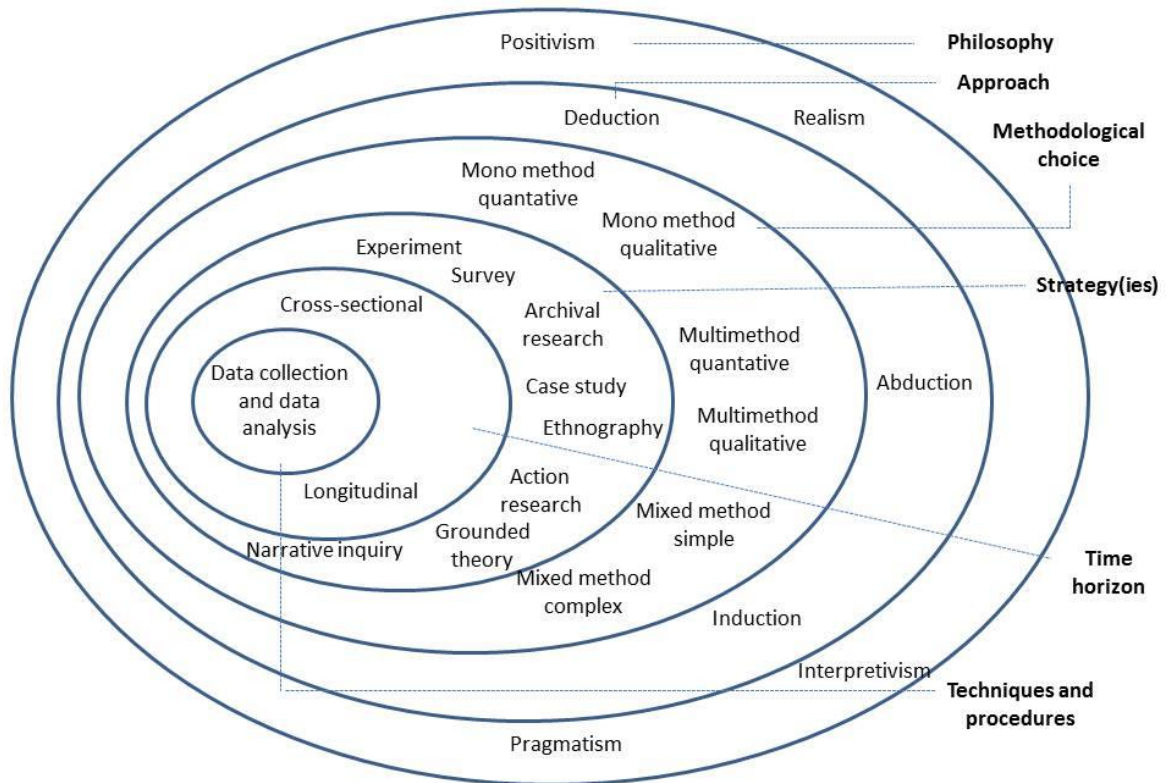 Positivism
Philosophy
Approach
Deduction
Realism
Methodological
choice
Mono method
quantative
Mono method
qualitative
Experiment
Survey
Strategy(ies)
Cross-sectional
Archival
research
Multimethod
quantative
Data collection
and data
analysis
Case study
Abduction
Ethnography
Multimethod
qualitative
Longitudinal
Action
research
Mixed method
simple
Narrative inquiry
Grounded
theory
Time
horizon
Mixed method
complex
Induction
Interpretivism
Techniques and
procedures
Pragmatism